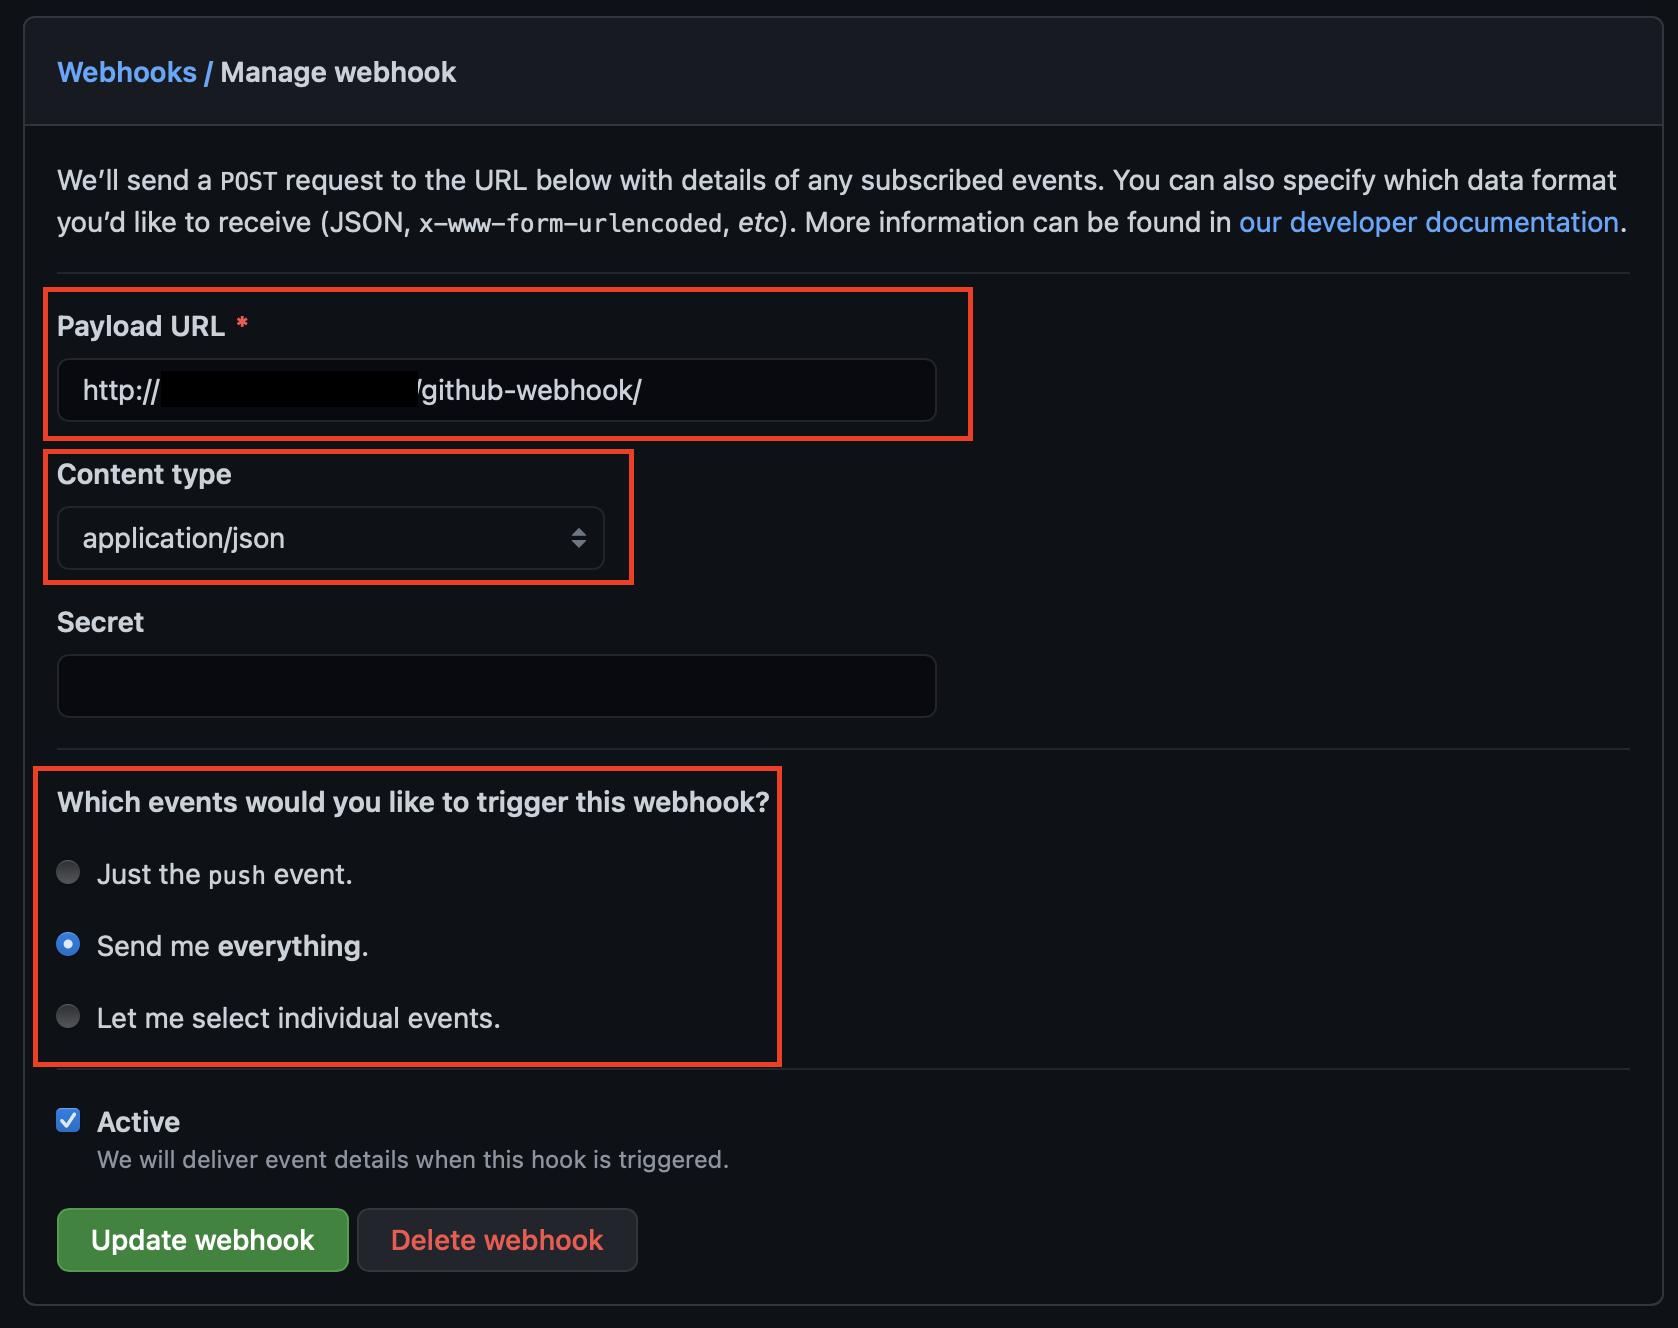 Webhooks / Manage webhook
We’ll send a POST request to the URL below with details of any subscribed events. You can also specify which data format
you’d like to receive (JSON, x-www-form-urlencoded, etc). More information can be found in our developer documentation.
Payload URL *
http:// /github-webhook/
Content type
application/json
Secret
Which events would you like to trigger this webhook?
Just the push event.
Send me everything.
Let me select individual events.
Active
We will deliver event details when this hook is triggered.
Update webhook
Delete webhook